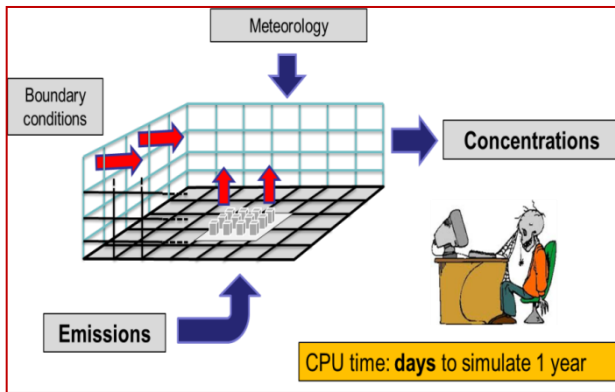 Meteorology
Boundary
conditions
Concentrations
Emissions
CPU time: days to simulate 1 year